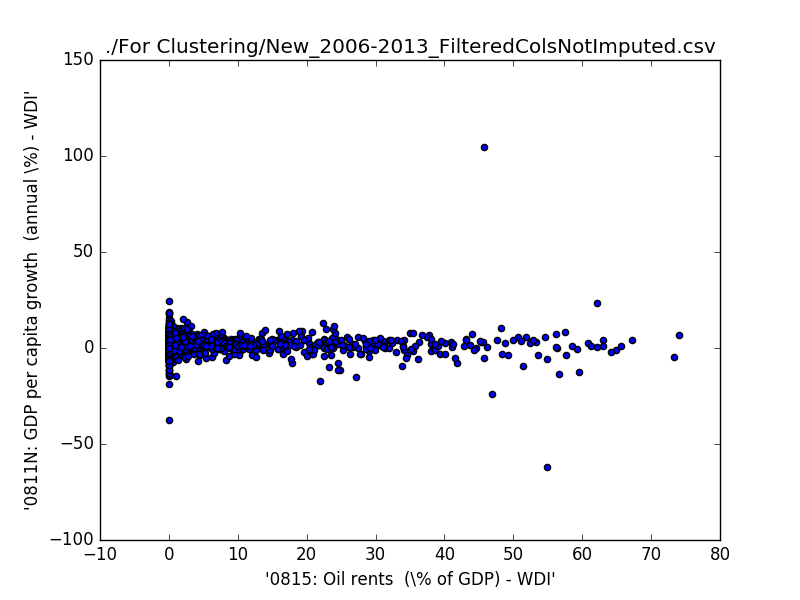 ./For Clustering/New_2006-2013_FilteredColsNotImputed.csv
150
100
50
0
−50
−100
'0811N: GDP per capita growth  (annual \%) - WDI'
−10 0 10 20 30 40 50 60 70 80
'0815: Oil rents  (\% of GDP) - WDI'